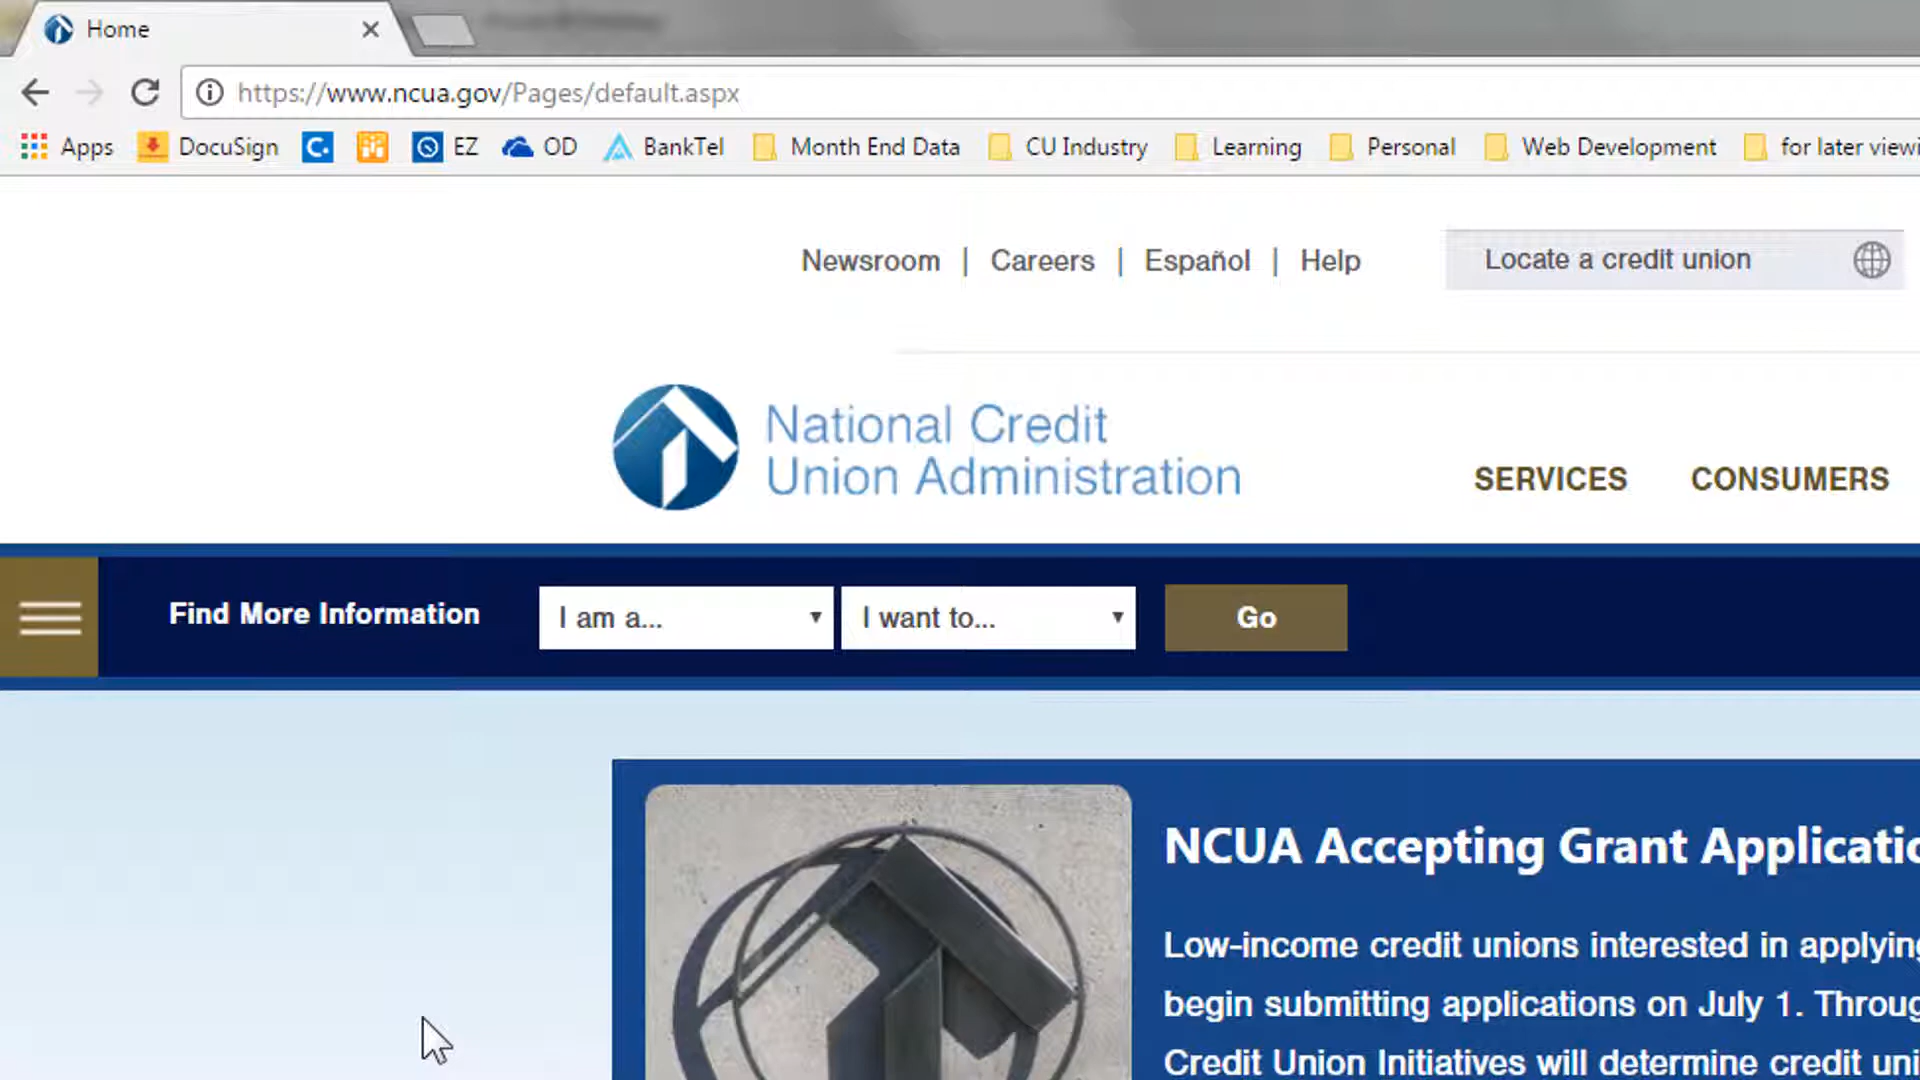 Home
https://www.ncua.gov/Pages/default.aspx
Apps DocuSign EZ OD BankTel Month End Data CU Industry Learning Personal Web Development for later viewi
Newsroom | Careers | Español | Help Locate a credit union
National Credit
Union Administration
SERVICES CONSUMERS
Find More Information I am a... I want to... Go
NCUA Accepting Grant Applicatio
Low-income credit unions interested in applying
begin submitting applications on July 1. Throug
Credit Union Initiatives will determine credit uni